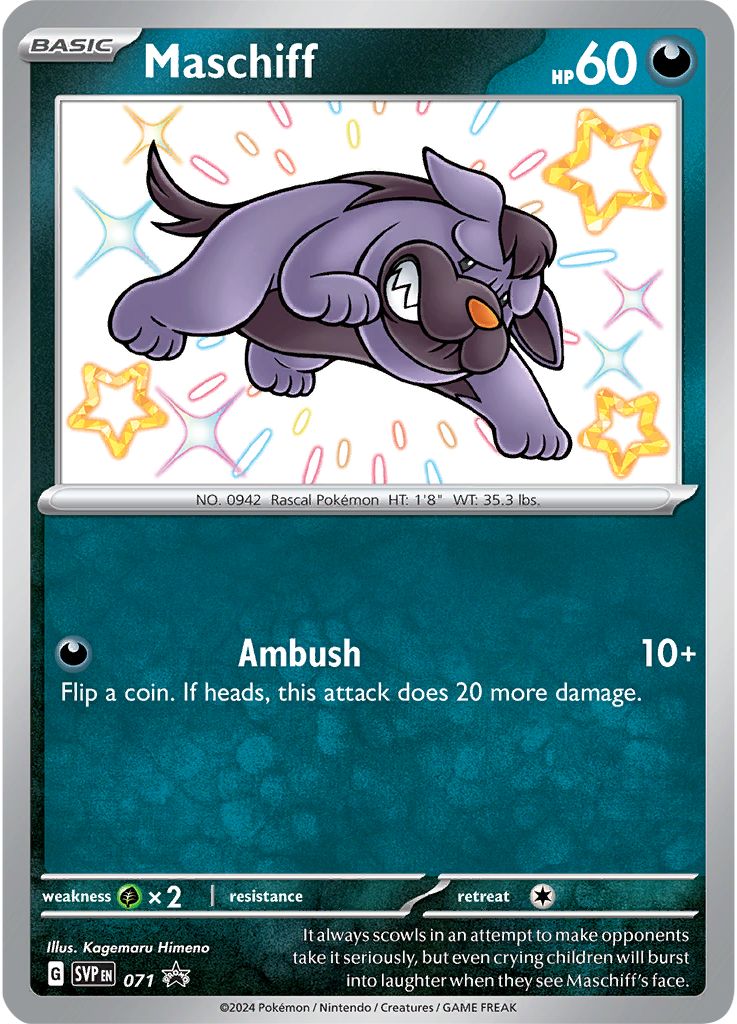 BASIC
Maschiff
HP60
NO. 0942 Rascal Pokémon HT: 1'8" WT: 35.3 lbs.
Ambush 10+
Flip a coin. If heads, this attack does 20 more damage.
weakness ×2 resistance retreat
Illus. Kagemaru Himeno
It always scowls in an attempt to make opponents
take it seriously, but even crying children will burst
into laughter when they see Maschiff's face.
G SVP EN 071 PROMO
©2024 Pokémon / Nintendo / Creatures / GAME FREAK